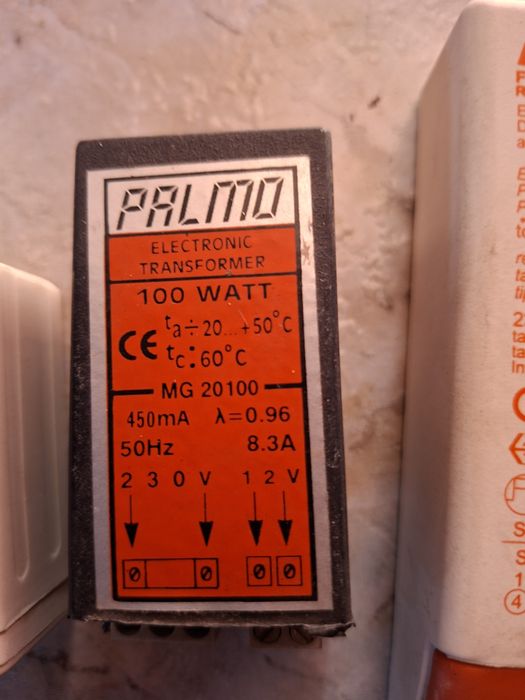 PALMO
ELECTRONIC
TRANSFORMER
100 WATT
CE ta÷20...+50°C
tc:60°C
MG 20100
450mA λ=0.96
50Hz 8.3A
230V 12V